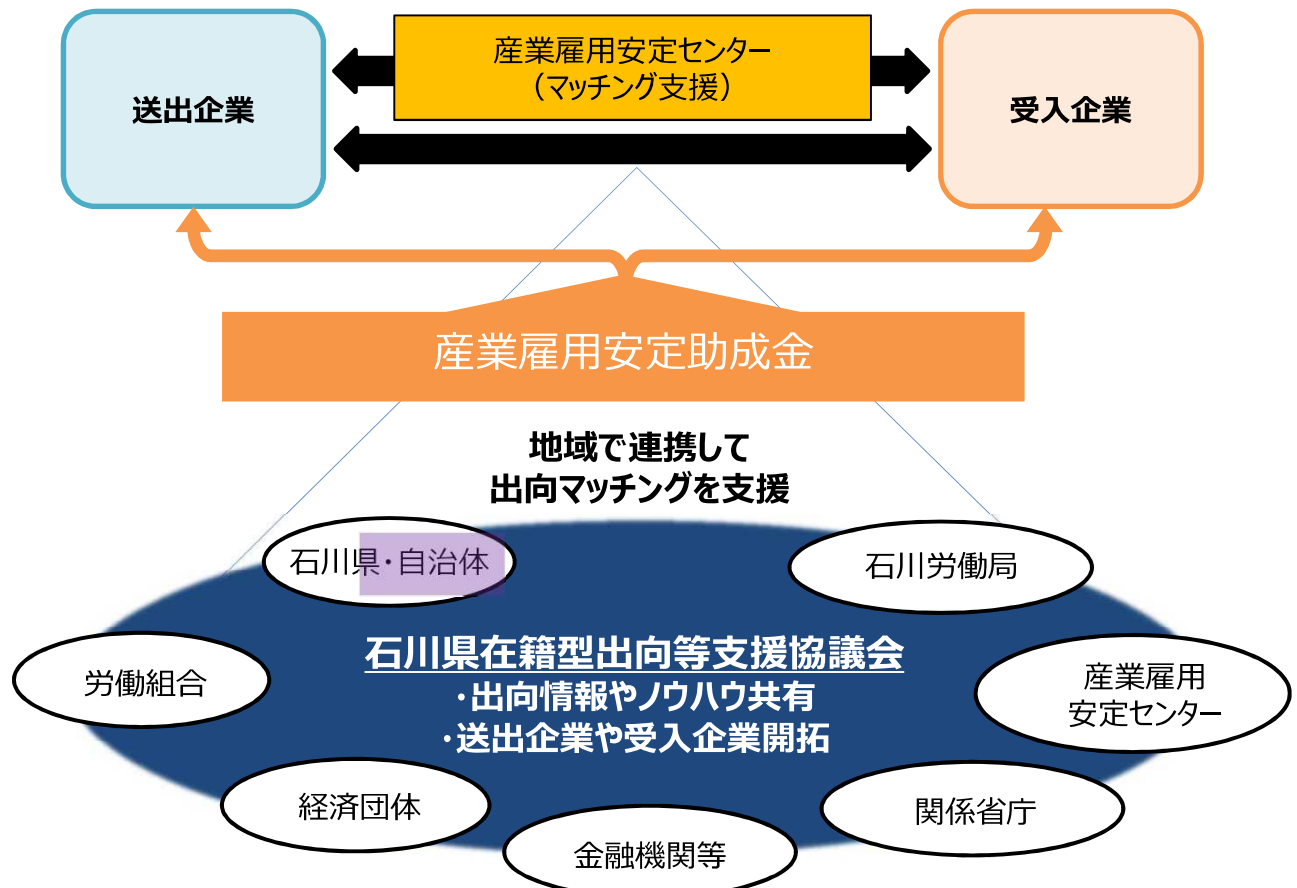 産業雇用安定センター
（マッチング支援）
送出企業
受入企業
産業雇用安定助成金
地域で連携して
出向マッチングを支援
石川県・自治体
石川労働局
石川県在籍型出向等支援協議会
・出向情報やノウハウ共有
・送出企業や受入企業開拓
労働組合
産業雇用
安定センター
経済団体
関係省庁
金融機関等